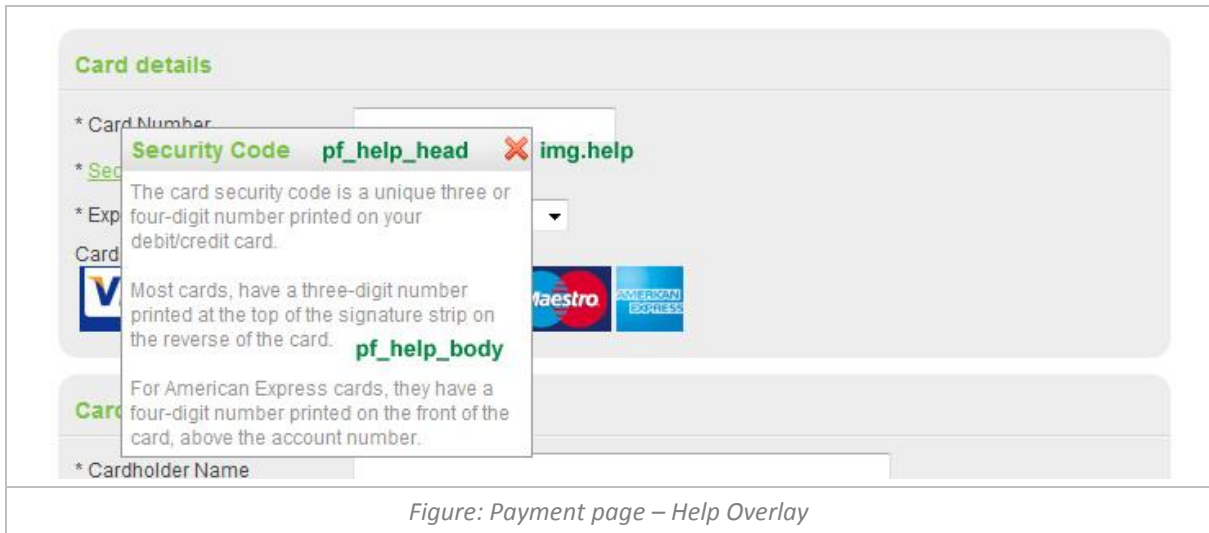 Card details
* Card Number
Security Code pf_help_head img.help
* Sec
The card security code is a unique three or
* Exp four-digit number printed on your
debit/credit card.
Card
Most cards, have a three-digit number
V Maestro AMERICAN EXPRESS
printed at the top of the signature strip on
the reverse of the card.
pf_help_body
For American Express cards, they have a
Card four-digit number printed on the front of the
card, above the account number.
* Cardholder Name
Figure: Payment page – Help Overlay